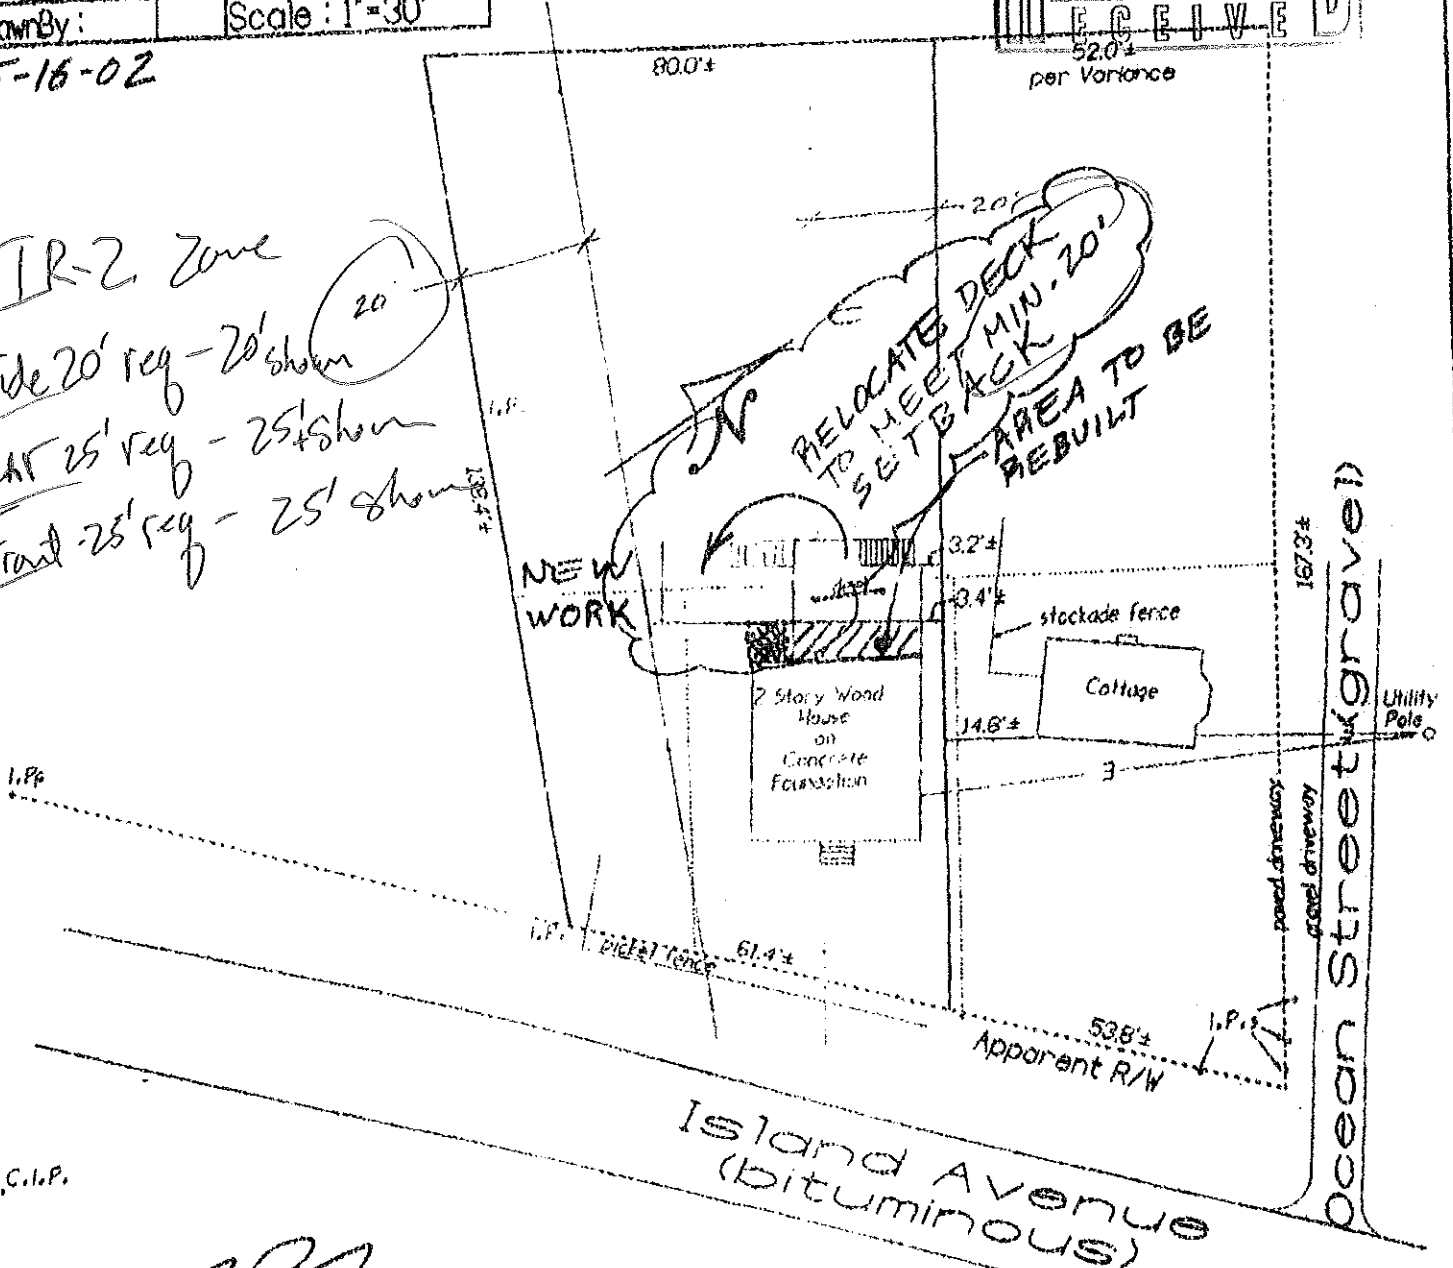 Scale : 1"=30'
ECEIVED
-16-02
80.0'±
52.0'±
per Variance
IR-2 Zone
20'
20'
20' req - 20' shown
25' req - 25'± shown
Front - 25' req - 25' shown
RELOCATE DECK
TO MEET MIN. 20'
SETBACK
AREA TO BE
REBUILT
N
I.P.
NEW
WORK
3.2'±
3.4'±
stockade fence
167.3'±
Cottage
14.6'±
2 Story Wood
House
on
Concrete
Foundation
Utility
Pole
paved driveway
gravel driveway
Ocean Street (gravel)
I.P.
picket fence
61.4'±
53.8'±
I.P.s
Apparent R/W
Island Avenue
(bituminous)
C.I.P.